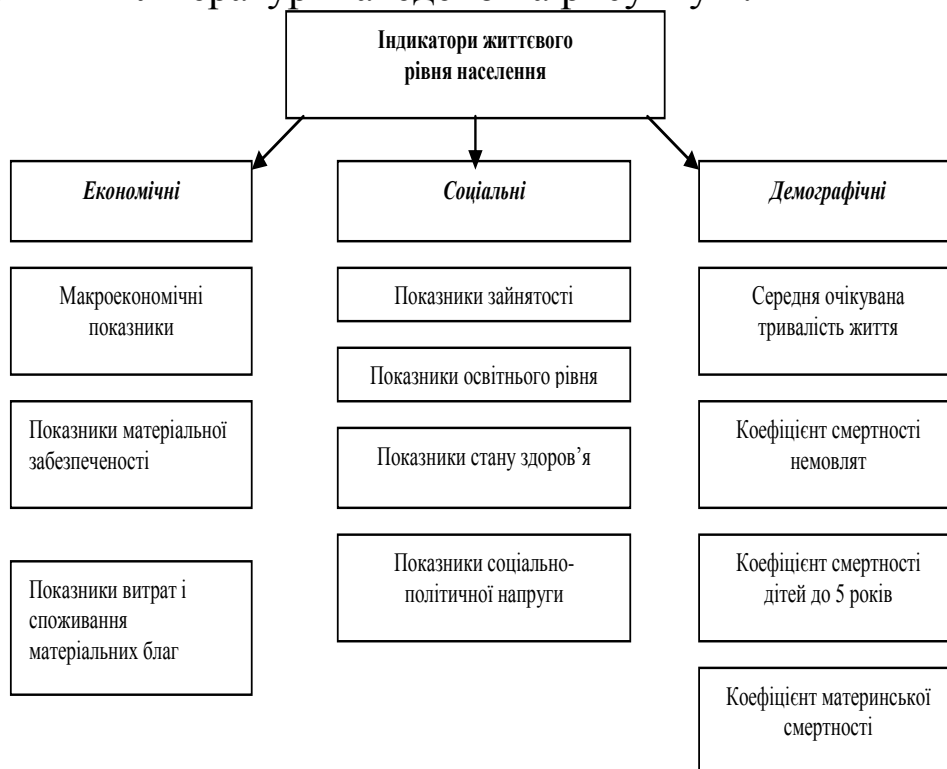 Індикатори життєвого
рівня населення
Економічні
Соціальні
Демографічні
Макроекономічні
показники
Показники матеріальної
забезпеченості
Показники витрат і
споживання
матеріальних благ
Показники зайнятості
Показники освітнього рівня
Показники стану здоров’я
Показники соціально-
політичної напруги
Середня очікувана
тривалість життя
Коефіцієнт смертності
немовлят
Коефіцієнт смертності
дітей до 5 років
Коефіцієнт материнської
смертності